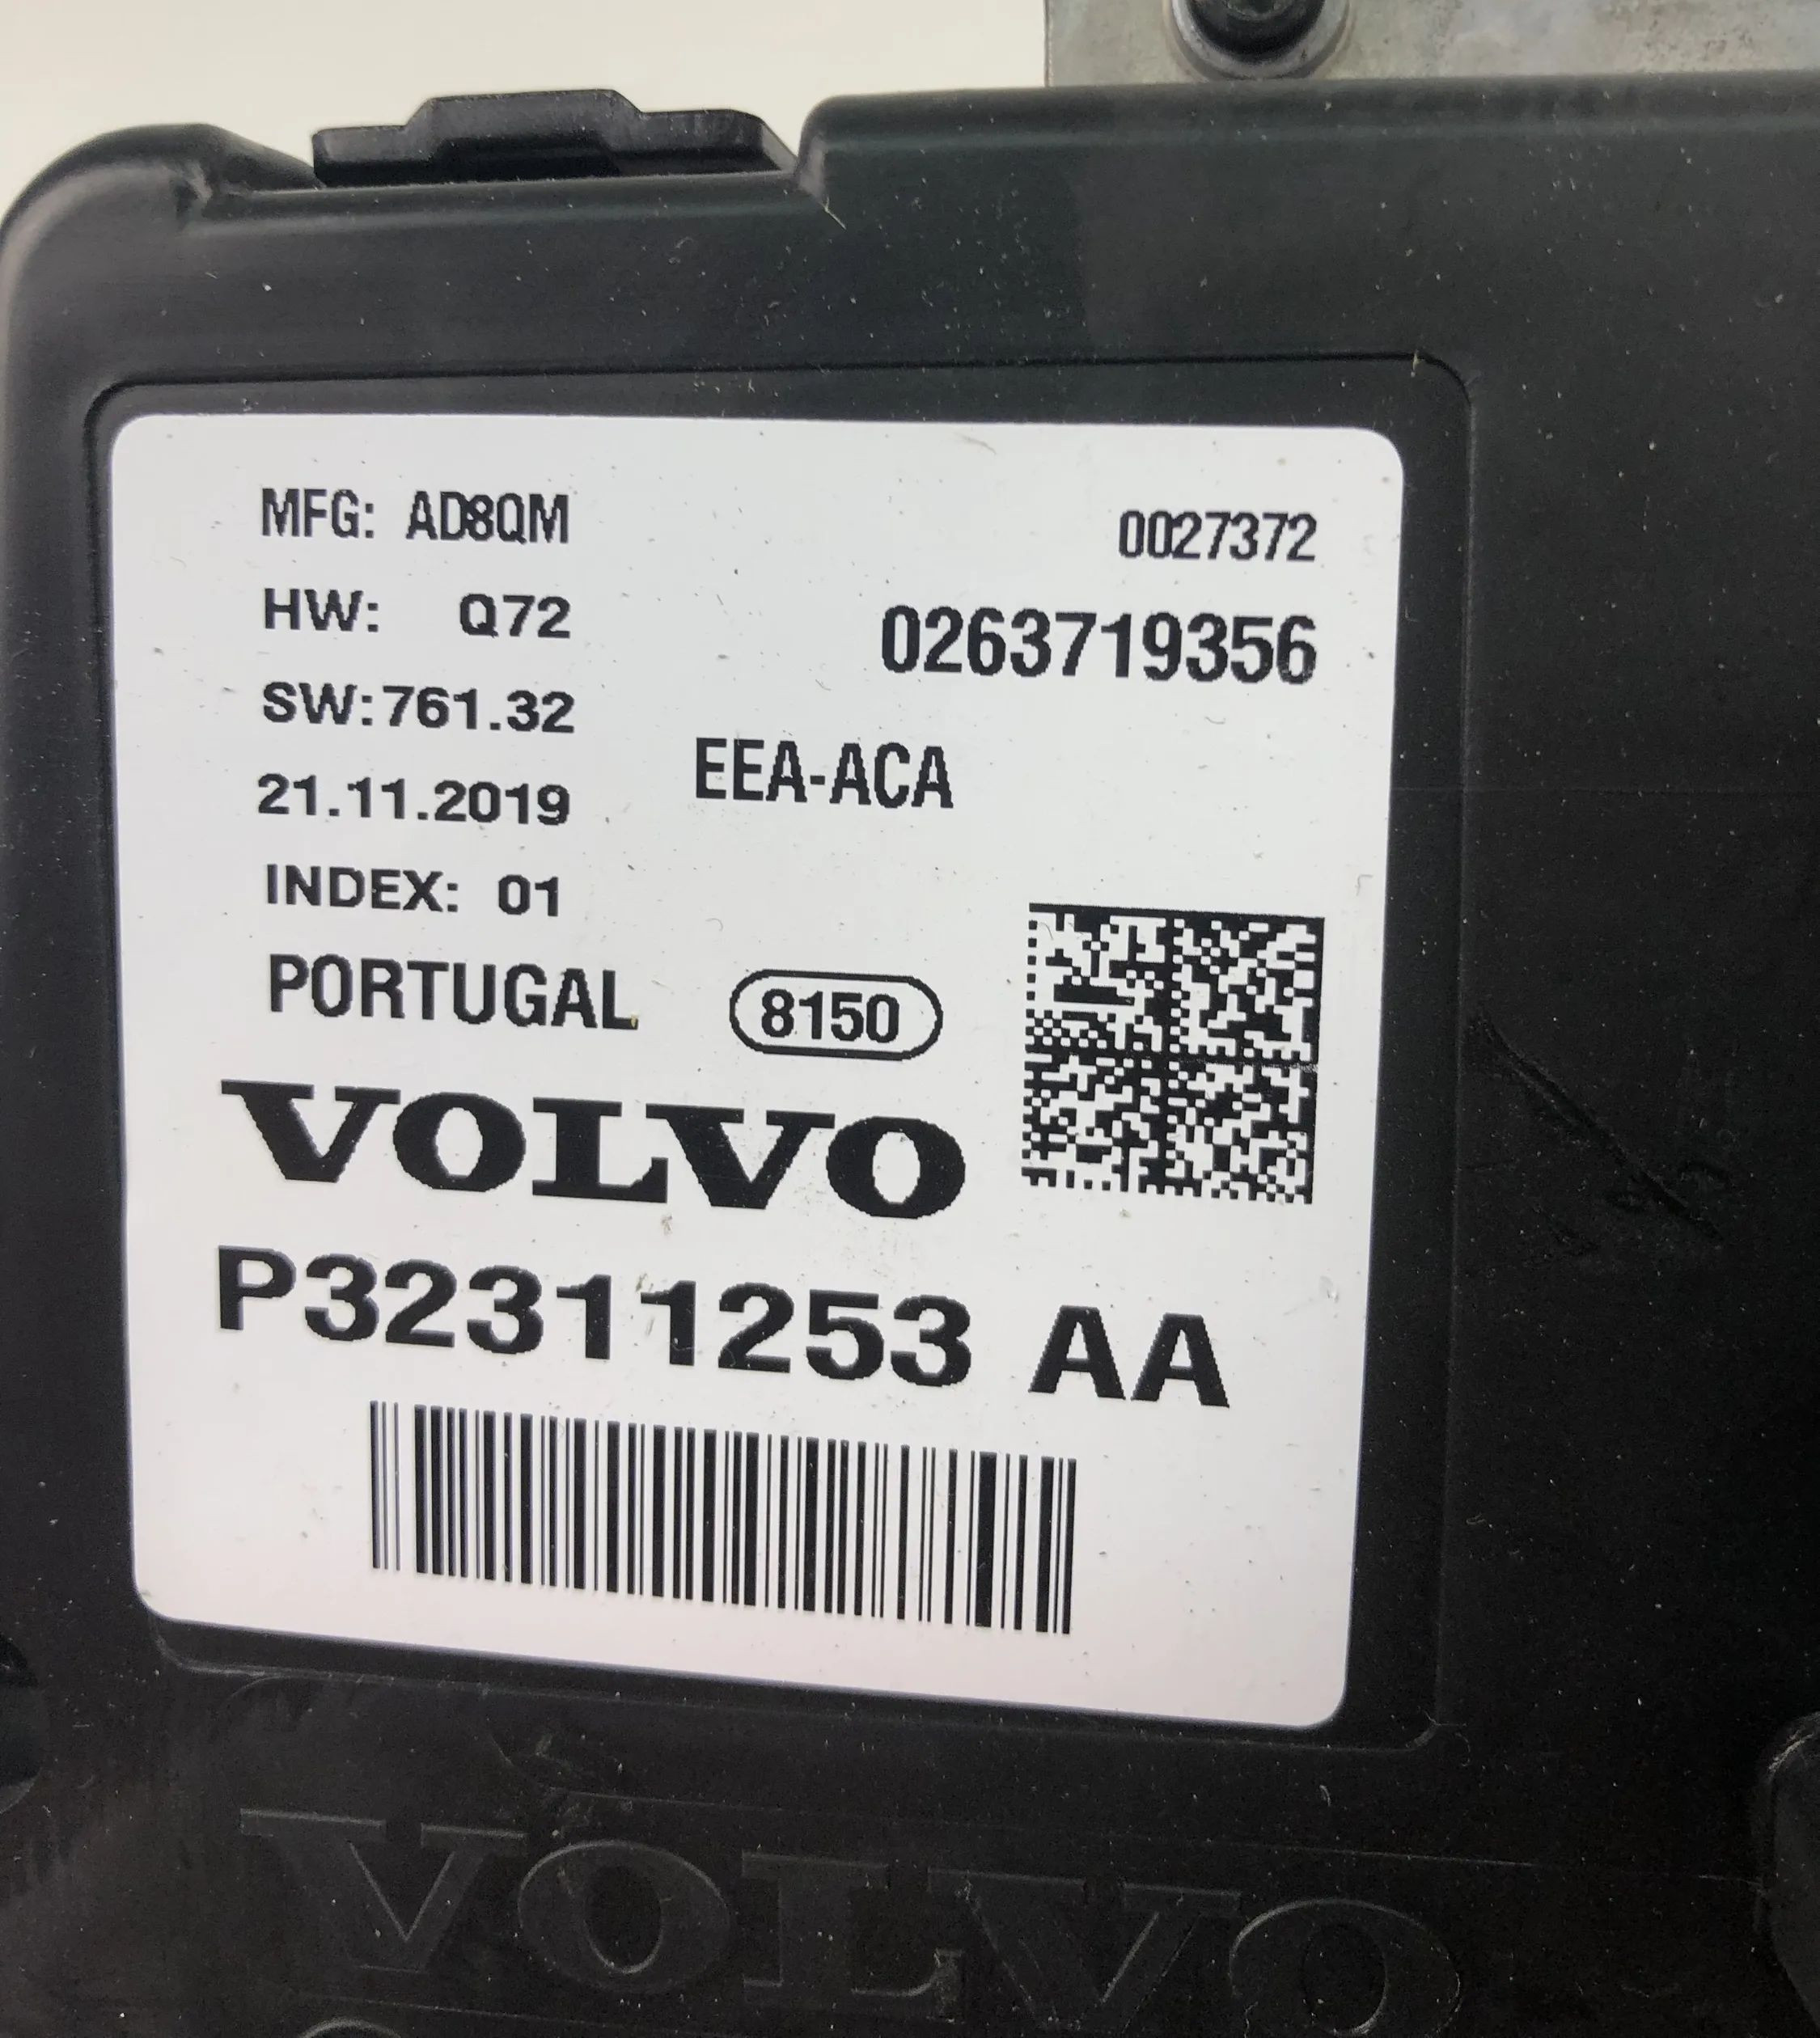 MFG: AD8QM
0027372
HW: Q72
0263719356
SW:761.32
EEA-ACA
21.11.2019
INDEX: 01
PORTUGAL
8150
VOLVO
P32311253 AA
VOLVO